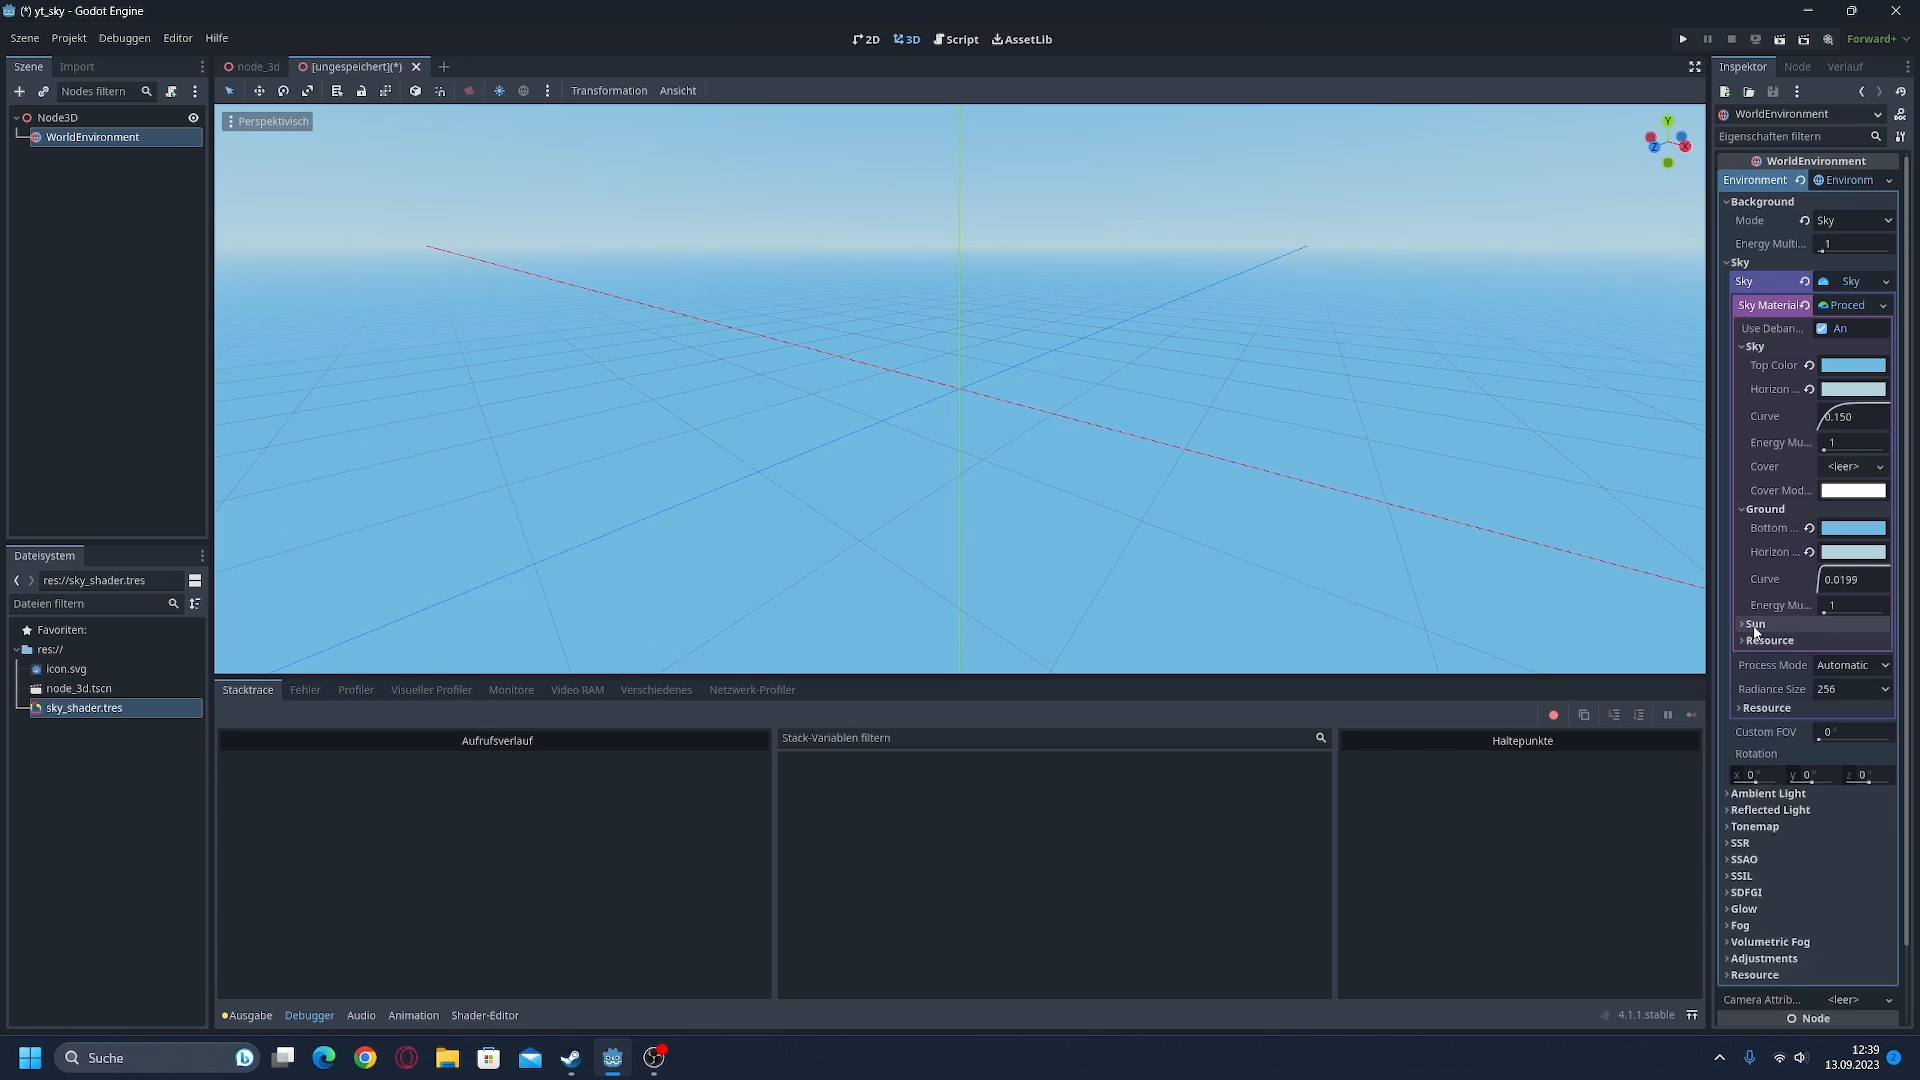 (*) yt_sky - Godot Engine
Szene Projekt Debuggen Editor Hilfe
2D 3D Script AssetLib
Forward+
Szene Import
node_3d [ungespeichert](*)
Inspektor Node Verlauf
Nodes filtern
Transformation Ansicht
Node3D
WorldEnvironment
Perspektivisch
Y
Z
X
WorldEnvironment
Eigenschaften filtern
WorldEnvironment
Environment Environm
Background
Mode Sky
Energy Multi... 1
Sky
Sky Sky
Sky Material Proced
Use Deban... An
Sky
Top Color
Horizon ...
Curve 0.150
Energy Mu... 1
Cover <leer>
Cover Mod...
Ground
Bottom ...
Horizon ...
Curve 0.0199
Energy Mu... 1
Sun
Resource
Process Mode Automatic
Radiance Size 256
Resource
Custom FOV 0°
Rotation
x 0° y 0° z 0°
Ambient Light
Reflected Light
Tonemap
SSR
SSAO
SSIL
SDFGI
Glow
Fog
Volumetric Fog
Adjustments
Resource
Camera Attrib... <leer>
Node
Dateisystem
res://sky_shader.tres
Dateien filtern
Favoriten:
res://
icon.svg
node_3d.tscn
sky_shader.tres
Stacktrace Fehler Profiler Visueller Profiler Monitore Video RAM Verschiedenes Netzwerk-Profiler
Aufrufsverlauf
Stack-Variablen filtern
Haltepunkte
Ausgabe Debugger Audio Animation Shader-Editor
4.1.1.stable
Suche
12:39
13.09.2023
2